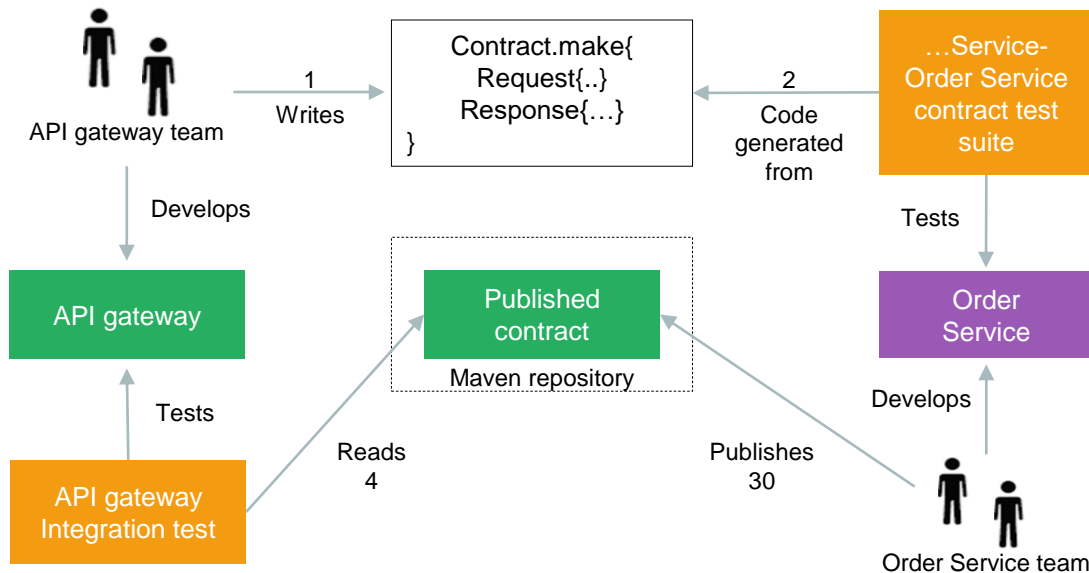 Contract.make{
Request{..}
Response{…}
}
1
Writes
2
Code
generated
from
…Service-
Order Service
contract test
suite
API gateway team
Develops
Tests
API gateway
Published
contract
Maven repository
Order
Service
Tests
Develops
Reads
4
Publishes
30
API gateway
Integration test
Order Service team